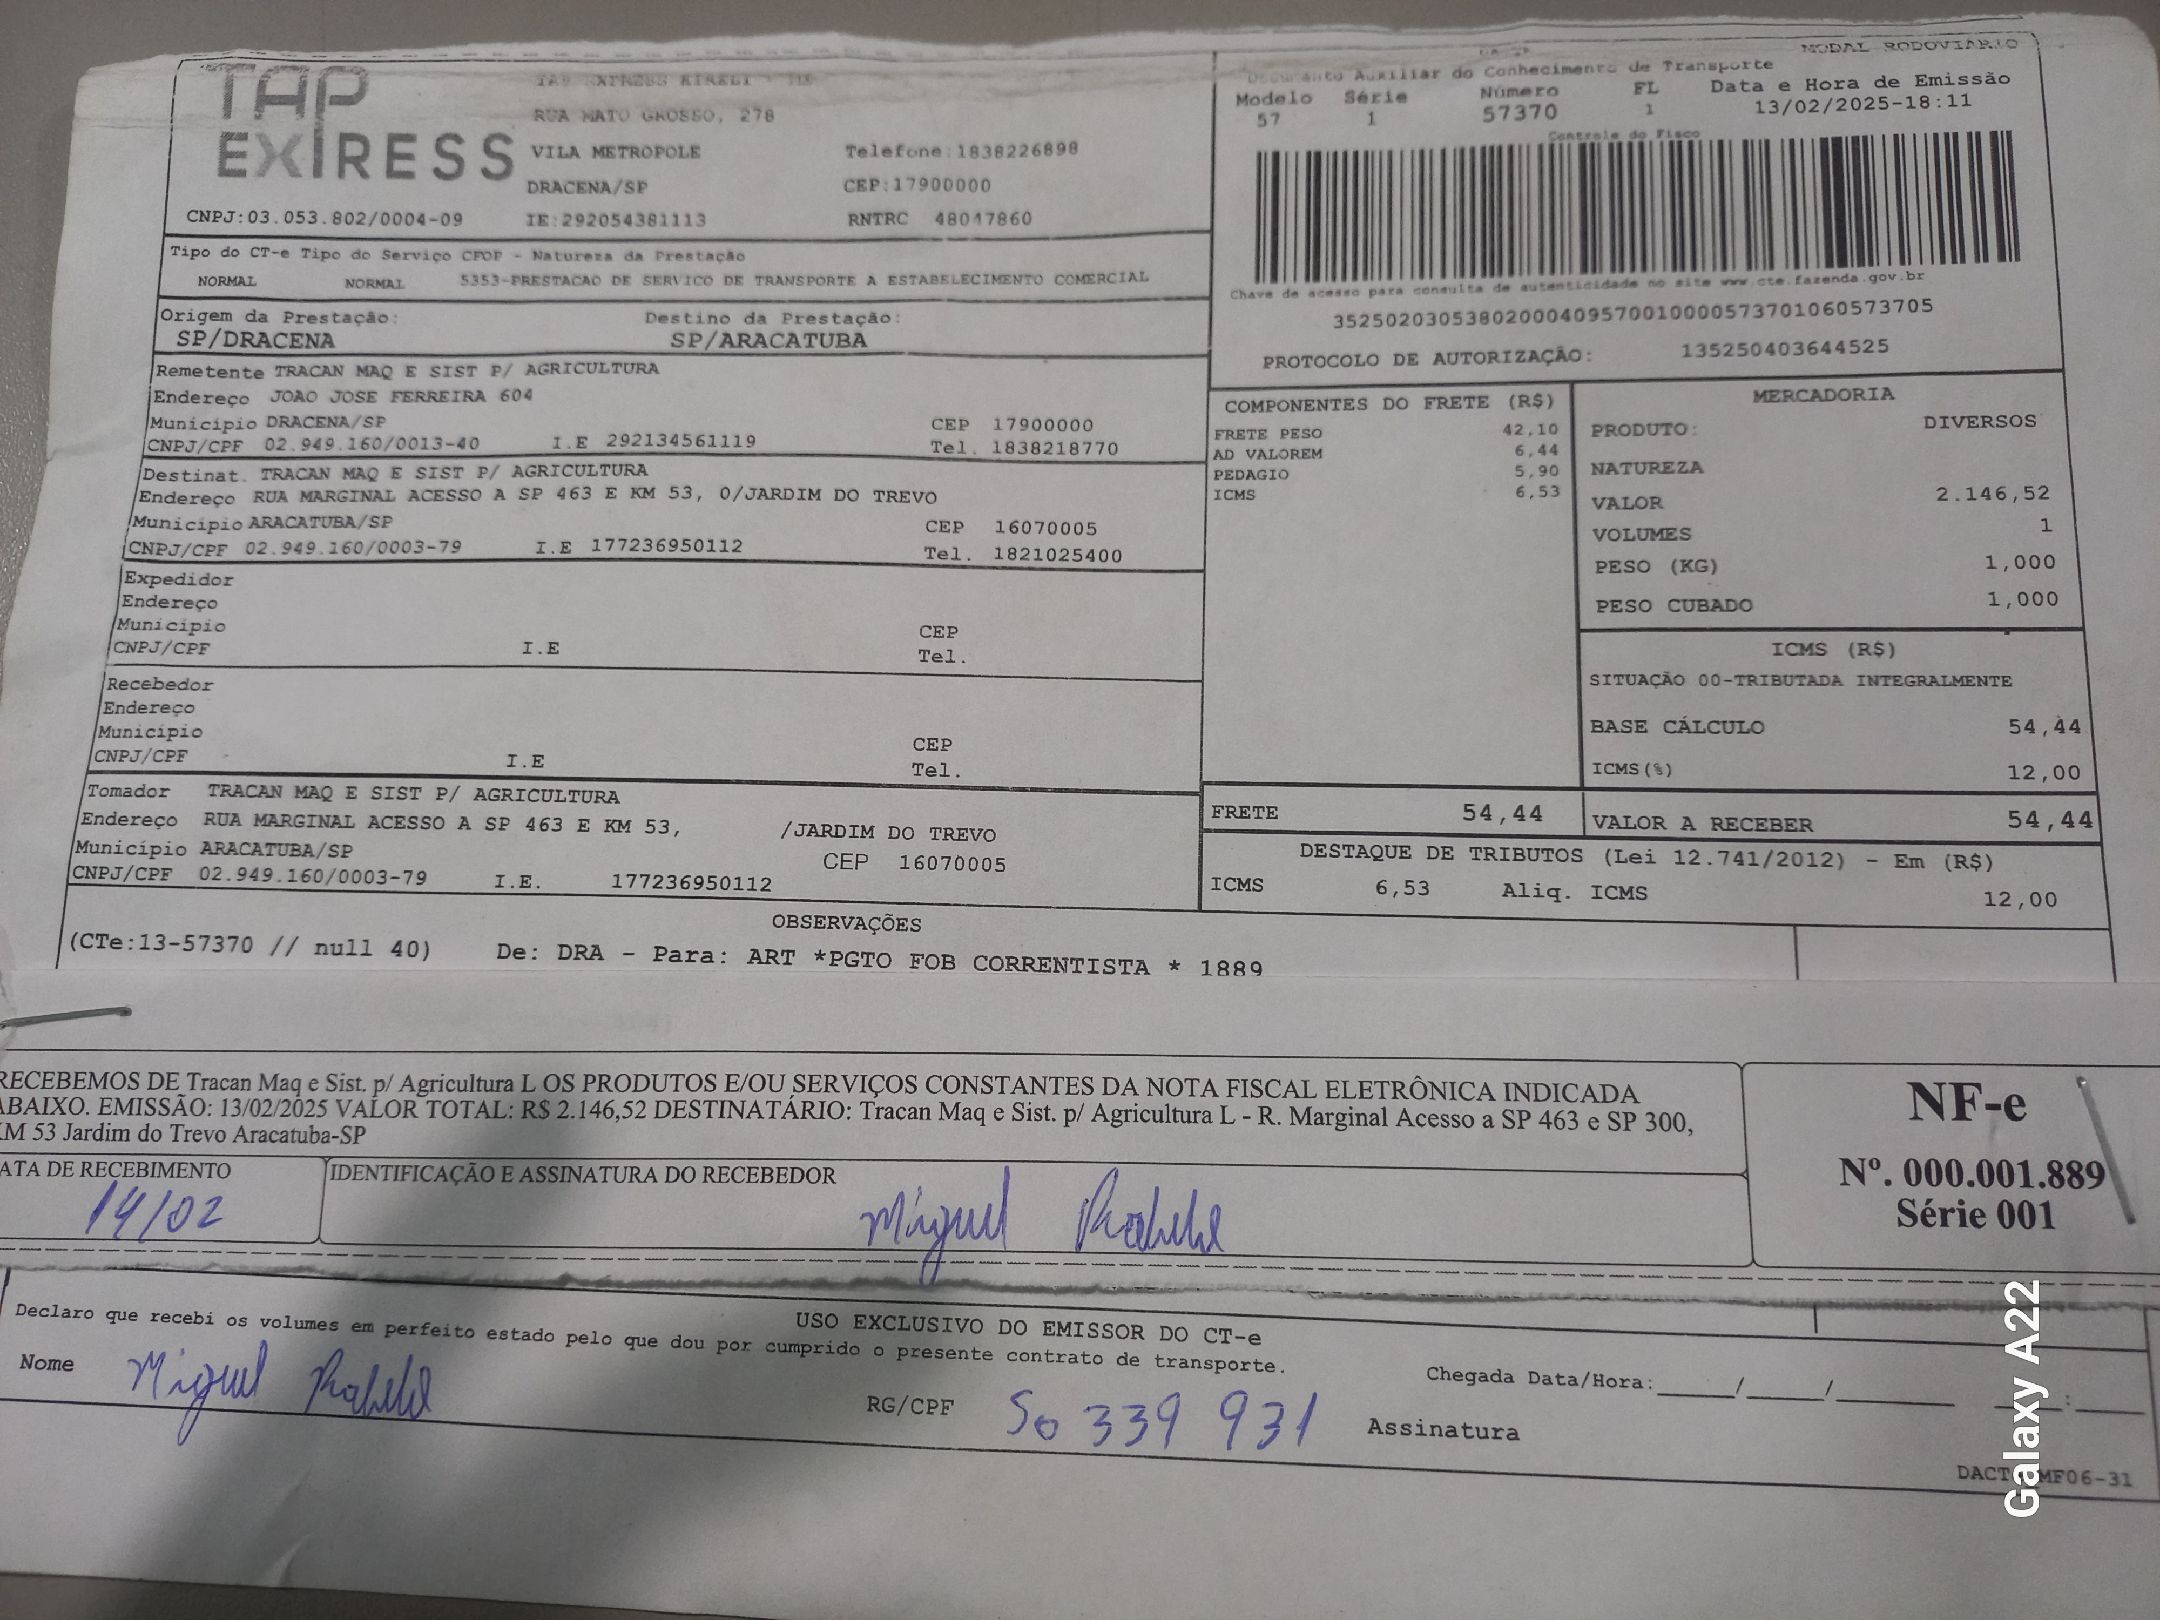 TAP
EXPRESS
TAP EXPRESS EIRELI - ME
RUA MATO GROSSO, 278
VILA METROPOLE Telefone:1838226898
DRACENA/SP CEP:17900000
CNPJ:03.053.802/0004-09 IE:292054381113 RNTRC 48047860
MODAL RODOVIARIO
Documento Auxiliar do Conhecimento de Transporte
Modelo Série Número FL Data e Hora de Emissão
57 1 57370 1 13/02/2025-18:11
Controle do Fisco
Chave de acesso para consulta de autenticidade no site www.cte.fazenda.gov.br
35250203053802000409570010000573701060573705
PROTOCOLO DE AUTORIZAÇÃO: 135250403644525
Tipo do CT-e Tipo do Serviço CFOP - Natureza da Prestação
NORMAL NORMAL 5353-PRESTACAO DE SERVICO DE TRANSPORTE A ESTABELECIMENTO COMERCIAL
Origem da Prestação: Destino da Prestação:
SP/DRACENA SP/ARACATUBA
Remetente TRACAN MAQ E SIST P/ AGRICULTURA
Endereço JOAO JOSE FERREIRA 604
Município DRACENA/SP CEP 17900000
CNPJ/CPF 02.949.160/0013-40 I.E 292134561119 Tel. 1838218770
Destinat. TRACAN MAQ E SIST P/ AGRICULTURA
Endereço RUA MARGINAL ACESSO A SP 463 E KM 53, 0/JARDIM DO TREVO
Município ARACATUBA/SP CEP 16070005
CNPJ/CPF 02.949.160/0003-79 I.E 177236950112 Tel. 1821025400
Expedidor
Endereço
Município CEP
CNPJ/CPF I.E Tel.
Recebedor
Endereço
Município CEP
CNPJ/CPF I.E Tel.
Tomador TRACAN MAQ E SIST P/ AGRICULTURA
Endereço RUA MARGINAL ACESSO A SP 463 E KM 53, /JARDIM DO TREVO
Município ARACATUBA/SP CEP 16070005
CNPJ/CPF 02.949.160/0003-79 I.E. 177236950112
COMPONENTES DO FRETE (R$)
FRETE PESO 42,10
AD VALOREM 6,44
PEDAGIO 5,90
ICMS 6,53
MERCADORIA
PRODUTO: DIVERSOS
NATUREZA
VALOR 2.146,52
VOLUMES 1
PESO (KG) 1,000
PESO CUBADO 1,000
ICMS (R$)
SITUAÇÃO 00-TRIBUTADA INTEGRALMENTE
BASE CÁLCULO 54,44
ICMS(%) 12,00
FRETE 54,44 VALOR A RECEBER 54,44
DESTAQUE DE TRIBUTOS (Lei 12.741/2012) - Em (R$)
ICMS 6,53 Aliq. ICMS 12,00
OBSERVAÇÕES
(CTe:13-57370 // null 40) De: DRA - Para: ART *PGTO FOB CORRENTISTA * 1889
RECEBEMOS DE Tracan Maq e Sist. p/ Agricultura L OS PRODUTOS E/OU SERVIÇOS CONSTANTES DA NOTA FISCAL ELETRÔNICA INDICADA
ABAIXO. EMISSÃO: 13/02/2025 VALOR TOTAL: R$ 2.146,52 DESTINATÁRIO: Tracan Maq e Sist. p/ Agricultura L - R. Marginal Acesso a SP 463 e SP 300,
KM 53 Jardim do Trevo Aracatuba-SP
NF-e
Nº. 000.001.889
Série 001
ATA DE RECEBIMENTO IDENTIFICAÇÃO E ASSINATURA DO RECEBEDOR
14/02 Miguel
USO EXCLUSIVO DO EMISSOR DO CT-e
Declaro que recebi os volumes em perfeito estado pelo que dou por cumprido o presente contrato de transporte.
Nome Miguel RG/CPF 50 339 931 Assinatura
Chegada Data/Hora:_____/_____/_______ ___:____
DACT MF06-31
Galaxy A22